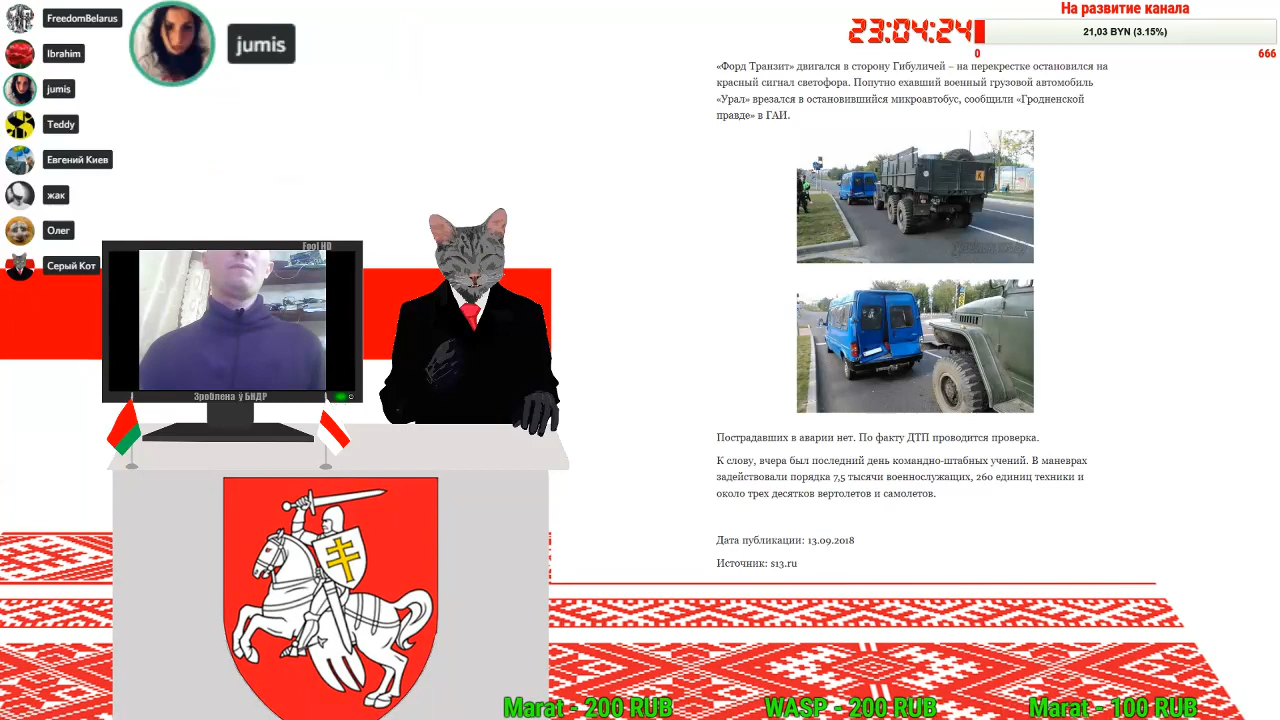 FreedomBelarus
Ibrahim
jumis
Teddy
Евгений Киев
жак
Олег
Серый Кот
jumis
Fool HD
Зроблена ў БНДР
23:04:24
На развитие канала
21,03 BYN (3.15%)
0
666
«Форд Транзит» двигался в сторону Гибуличей – на перекрестке остановился на
красный сигнал светофора. Попутно ехавший военный грузовой автомобиль
«Урал» врезался в остановившийся микроавтобус, сообщили «Гродненской
правде» в ГАИ.
К
Пострадавших в аварии нет. По факту ДТП проводится проверка.
К слову, вчера был последний день командно-штабных учений. В маневрах
задействовали порядка 7,5 тысячи военнослужащих, 260 единиц техники и
около трех десятков вертолетов и самолетов.
Дата публикации: 13.09.2018
Источник: s13.ru
Marat - 200 RUB
WASP - 200 RUB
Marat - 100 RUB